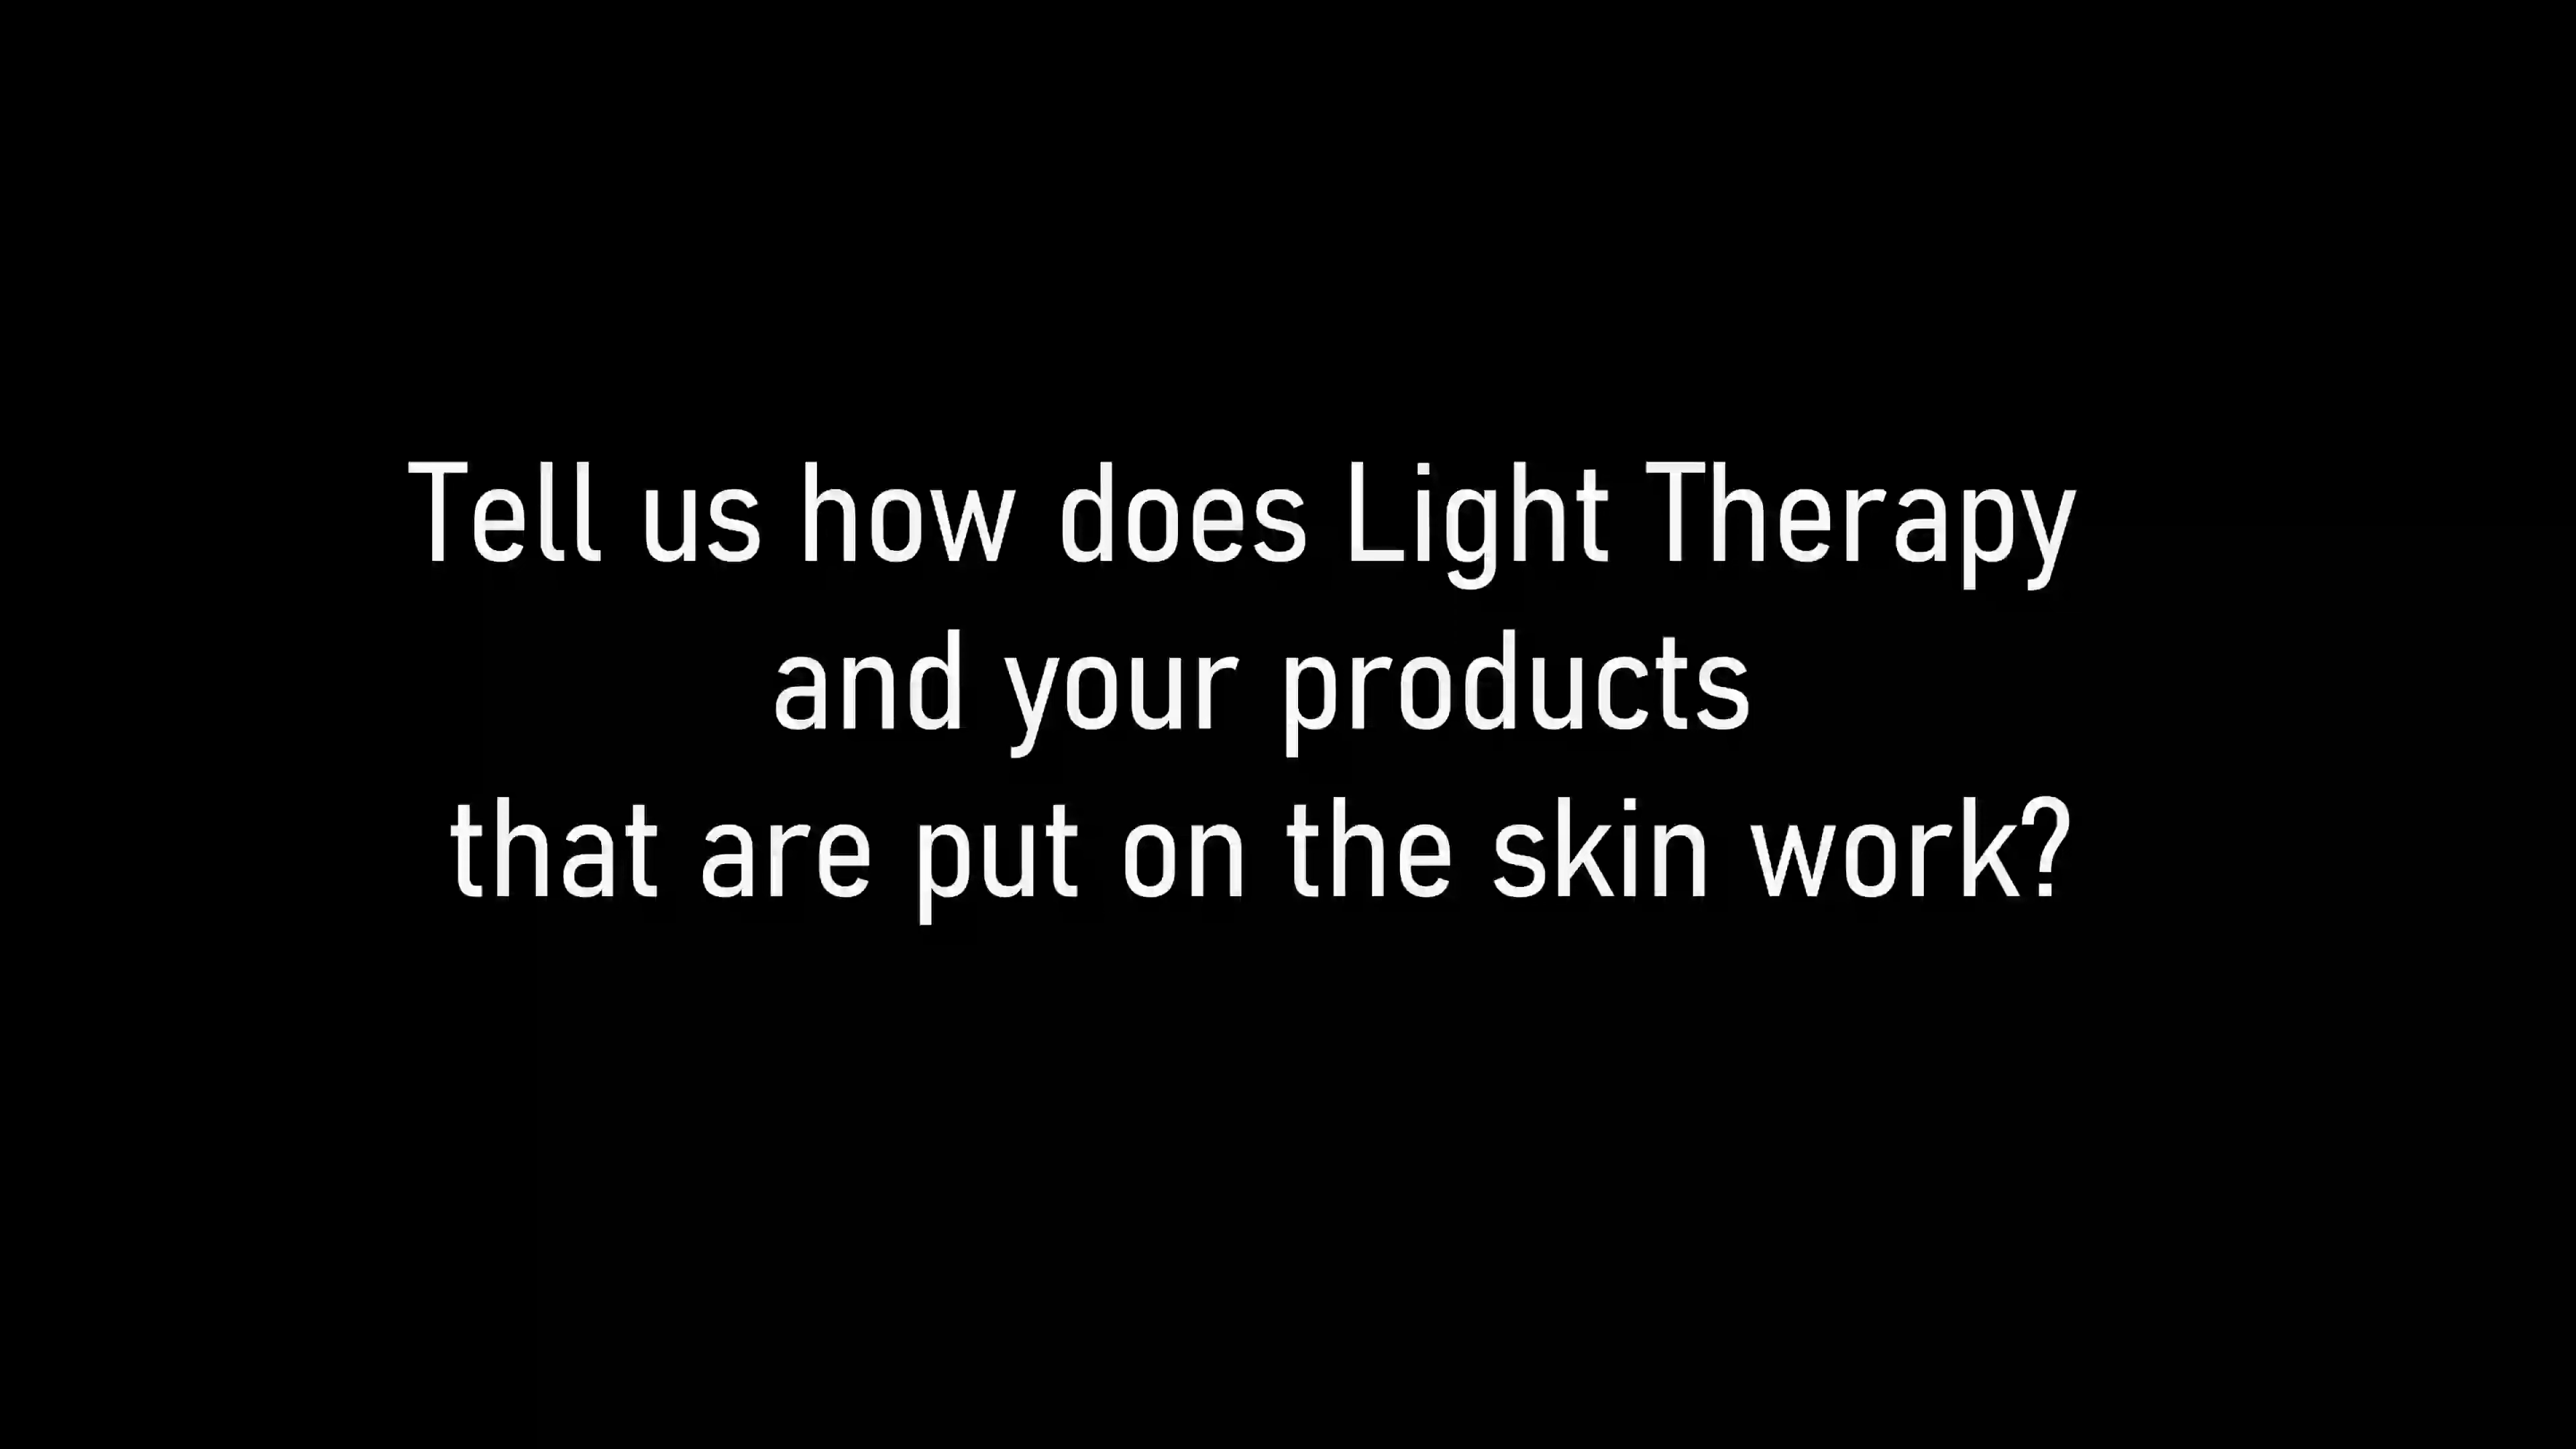 Tell us how does Light Therapy
and your products
that are put on the skin work?